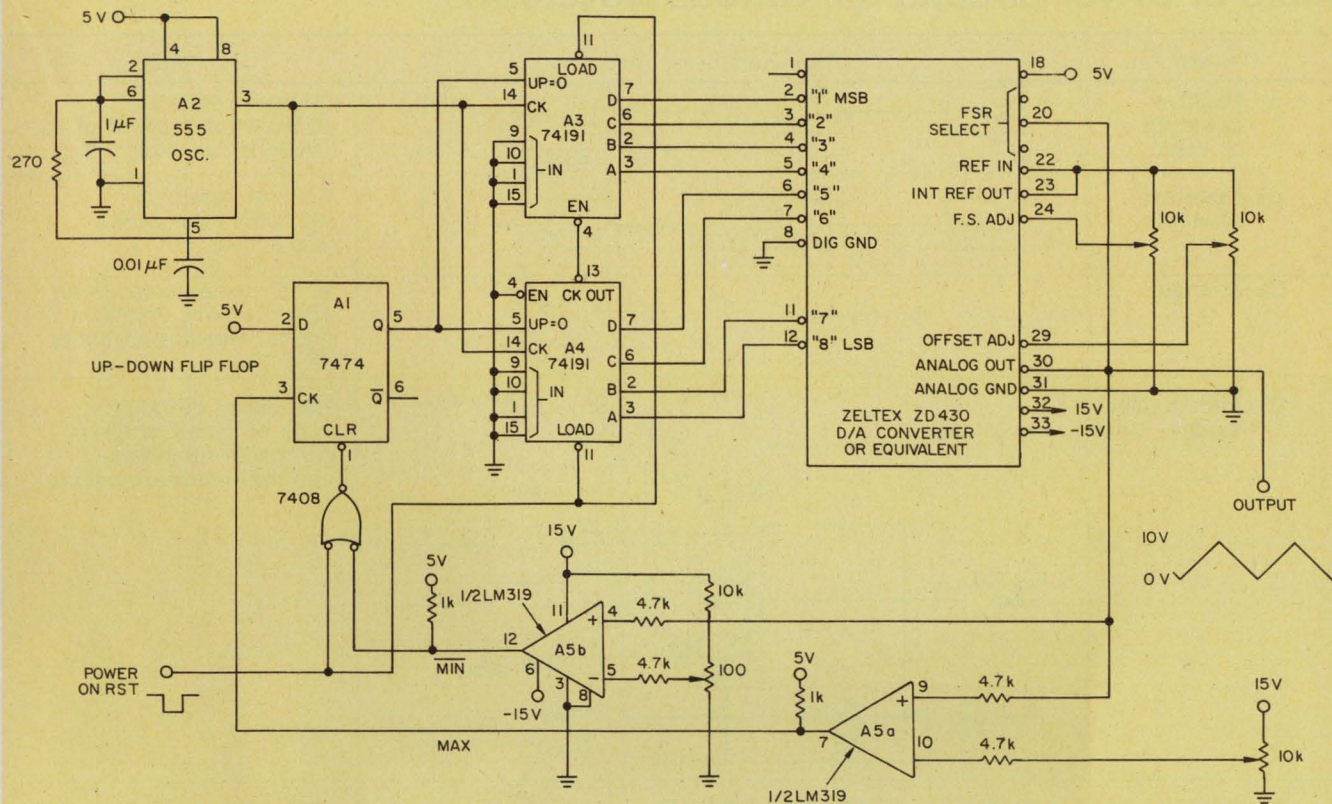 5V
4
8
2
6
A2
555
OSC.
3
1μF
270
1
5
0.01μF
5V
2
D
A1
Q
5
7474
UP-DOWN FLIP FLOP
3
CK
Q
6
CLR
1
7408
POWER
ON RST
11
LOAD
5
UP=0
14
CK
A3
74191
9
10
IN
1
15
EN
4
D
7
C
6
B
2
A
3
13
4
EN
CK OUT
5
UP=0
14
CK
A4
74191
9
10
IN
1
15
LOAD
11
D
7
C
6
B
2
A
3
1
2
"1" MSB
3
"2"
4
"3"
5
"4"
6
"5"
7
"6"
8
DIG GND
11
"7"
12
"8" LSB
18
5V
FSR
SELECT
20
REF IN
22
INT REF OUT
23
F.S. ADJ
24
10k
10k
OFFSET ADJ
29
ANALOG OUT
30
ANALOG GND
31
32
15V
33
-15V
ZELTEX ZD430
D/A CONVERTER
OR EQUIVALENT
OUTPUT
10V
0V
15V
5V
1k
1/2LM319
11
+
4
4.7k
10k
12
A5b
MIN
6
3
8
-
5
4.7k
100
-15V
MAX
5V
1k
7
A5a
+
9
4.7k
10
4.7k
15V
10k
1/2LM319